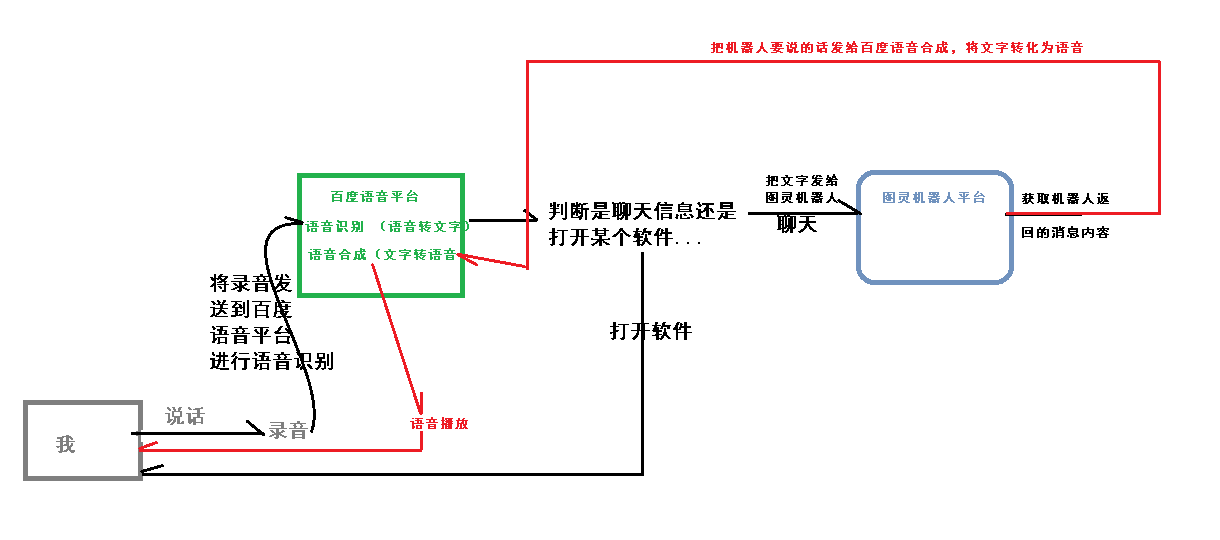 把机器人要说的话发给百度语音合成，将文字转化为语音
百度语音平台
语音识别 （语音转文字）
语音合成（文字转语音
判断是聊天信息还是
打开某个软件...
把文字发给
图灵机器人
聊天
图灵机器人平台
获取机器人返
回的消息内容
将录音发
送到百度
语音平台
进行语音识别
打开软件
说话
录音
语音播放
我